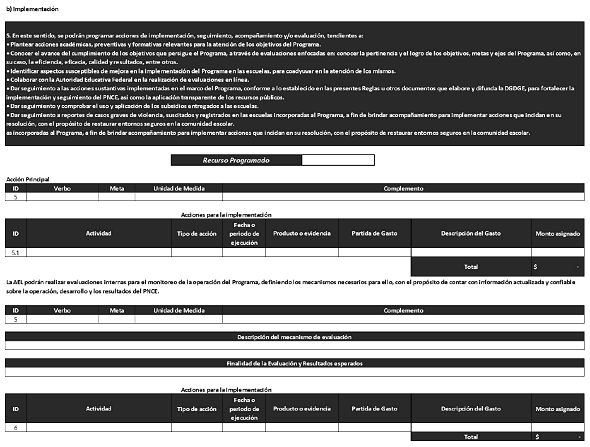 b) Implementación
5. En este sentido, se podrán programar acciones de implementación, seguimiento, acompañamiento y/o evaluación, tendientes a:
• Plantear acciones académicas, preventivas y formativas relevantes para la atención de los objetivos del Programa.
• Conocer el avance del cumplimiento de los objetivos que persigue el Programa, a través de evaluaciones enfocadas en: conocer la pertinencia y el logro de los objetivos, metas y ejes del Programa, así como, en
su caso, la eficiencia, eficacia, calidad y resultados, entre otros.
• Identificar aspectos susceptibles de mejora en la implementación del Programa en las escuelas, para coadyuvar en la atención de los mismos.
• Colaborar con la Autoridad Educativa Federal en la realización de evaluaciones en línea.
• Dar seguimiento a las acciones sustantivas implementadas en el marco del Programa, conforme a lo establecido en las presentes Reglas u otros documentos que elabore y difunda la DGDGE, para fortalecer la
implementación y seguimiento del PNCE, así como la aplicación transparente de los recursos públicos.
• Dar seguimiento y comprobar el uso y aplicación de los subsidios entregados a las escuelas.
• Dar seguimiento a reportes de casos graves de violencia, suscitados y registrados en las escuelas incorporadas al Programa, a fin de brindar acompañamiento para implementar acciones que incidan en su
resolución, con el propósito de restaurar entornos seguros en la comunidad escolar.
as incorporadas al Programa, a fin de brindar acompañamiento para implementar acciones que incidan en su resolución, con el propósito de restaurar entornos seguros en la comunidad escolar.
Recurso Programado
Acción Principal
ID Verbo Meta Unidad de Medida Complemento
5
Acciones para la implementación
ID Actividad Tipo de acción Fecha o periodo de ejecución Producto o evidencia Partida de Gasto Descripción del Gasto Monto asignado
5.1
Total $ -
La AEL podrán realizar evaluaciones internas para el monitoreo de la operación del Programa, definiendo los mecanismos necesarios para ello, con el propósito de contar con información actualizada y confiable
sobre la operación, desarrollo y los resultados del PNCE.
ID Verbo Meta Unidad de Medida Complemento
5
Descripción del mecanismo de evaluación
Finalidad de la Evaluación y Resultados esperados
Acciones para la implementación
ID Actividad Tipo de acción Fecha o periodo de ejecución Producto o evidencia Partida de Gasto Descripción del Gasto Monto asignado
6
Total $ -